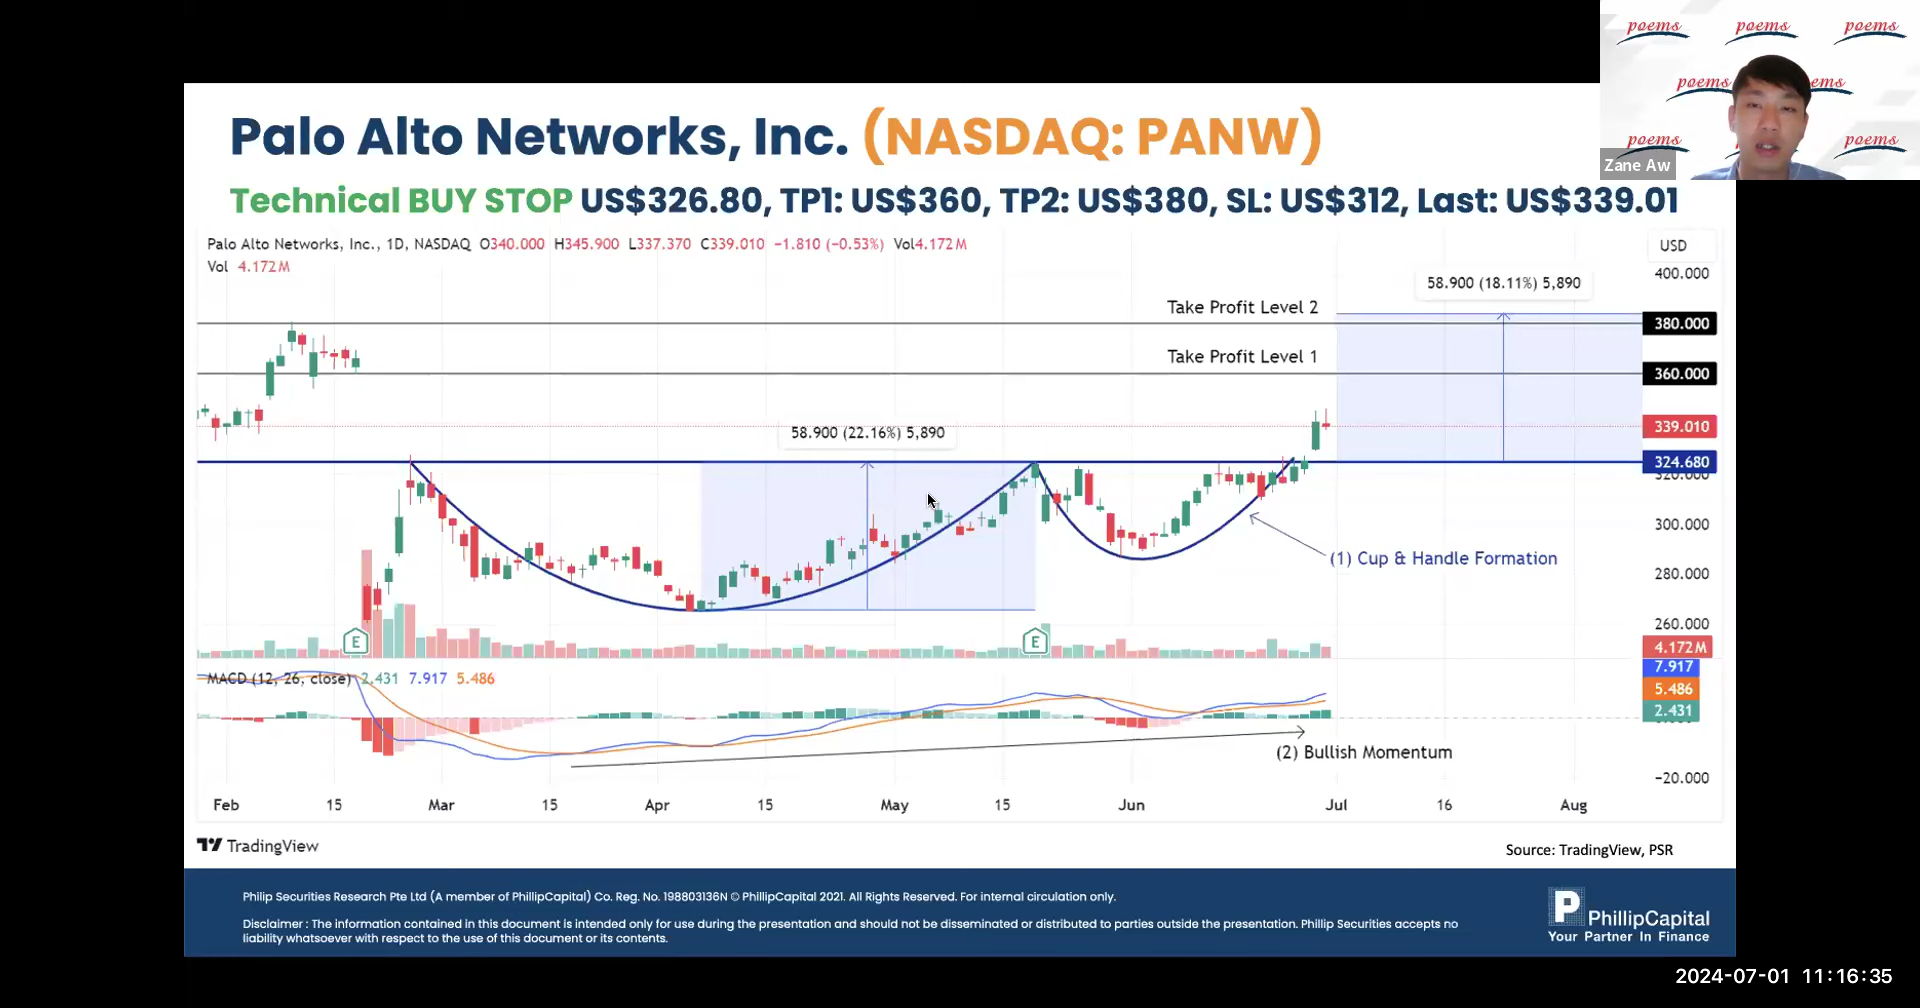 poems poems poems
poems ems
poems poems
Zane Aw
Palo Alto Networks, Inc. (NASDAQ: PANW)
Technical BUY STOP US$326.80, TP1: US$360, TP2: US$380, SL: US$312, Last: US$339.01
Palo Alto Networks, Inc., 1D, NASDAQ O340.000 H345.900 L337.370 C339.010 −1.810 (−0.53%) Vol4.172M
Vol 4.172M
USD
400.000
58.900 (18.11%) 5,890
Take Profit Level 2
380.000
Take Profit Level 1
360.000
339.010
58.900 (22.16%) 5,890
324.680
320.000
300.000
(1) Cup & Handle Formation
280.000
260.000
E E
4.172M
7.917
MACD (12, 26, close) 2.431 7.917 5.486
5.486
2.431
(2) Bullish Momentum
−20.000
Feb 15 Mar 15 Apr 15 May 15 Jun Jul 16 Aug
TradingView
Source: TradingView, PSR
Philip Securities Research Pte Ltd (A member of PhillipCapital) Co. Reg. No. 198803136N © PhillipCapital 2021. All Rights Reserved. For internal circulation only.
Disclaimer : The information contained in this document is intended only for use during the presentation and should not be disseminated or distributed to parties outside the presentation. Phillip Securities accepts no
liability whatsoever with respect to the use of this document or its contents.
P PhillipCapital
Your Partner In Finance
2024-07-01 11:16:35